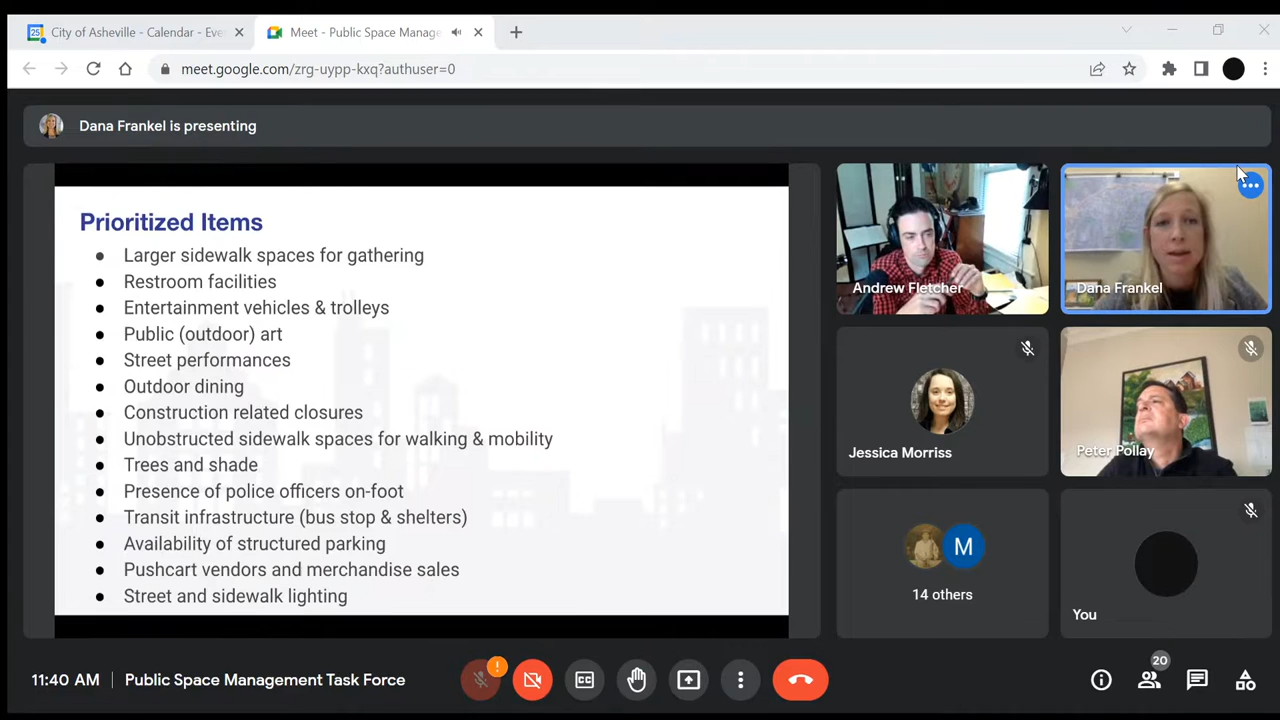 City of Asheville - Calendar - Eve
Meet - Public Space Manage
meet.google.com/zrg-uypp-kxq?authuser=0
Dana Frankel is presenting
Prioritized Items
● Larger sidewalk spaces for gathering
● Restroom facilities
● Entertainment vehicles & trolleys
● Public (outdoor) art
● Street performances
● Outdoor dining
● Construction related closures
● Unobstructed sidewalk spaces for walking & mobility
● Trees and shade
● Presence of police officers on-foot
● Transit infrastructure (bus stop & shelters)
● Availability of structured parking
● Pushcart vendors and merchandise sales
● Street and sidewalk lighting
Andrew Fletcher
Dana Frankel
Jessica Morriss
Peter Pollay
M
14 others
You
11:40 AM | Public Space Management Task Force
20